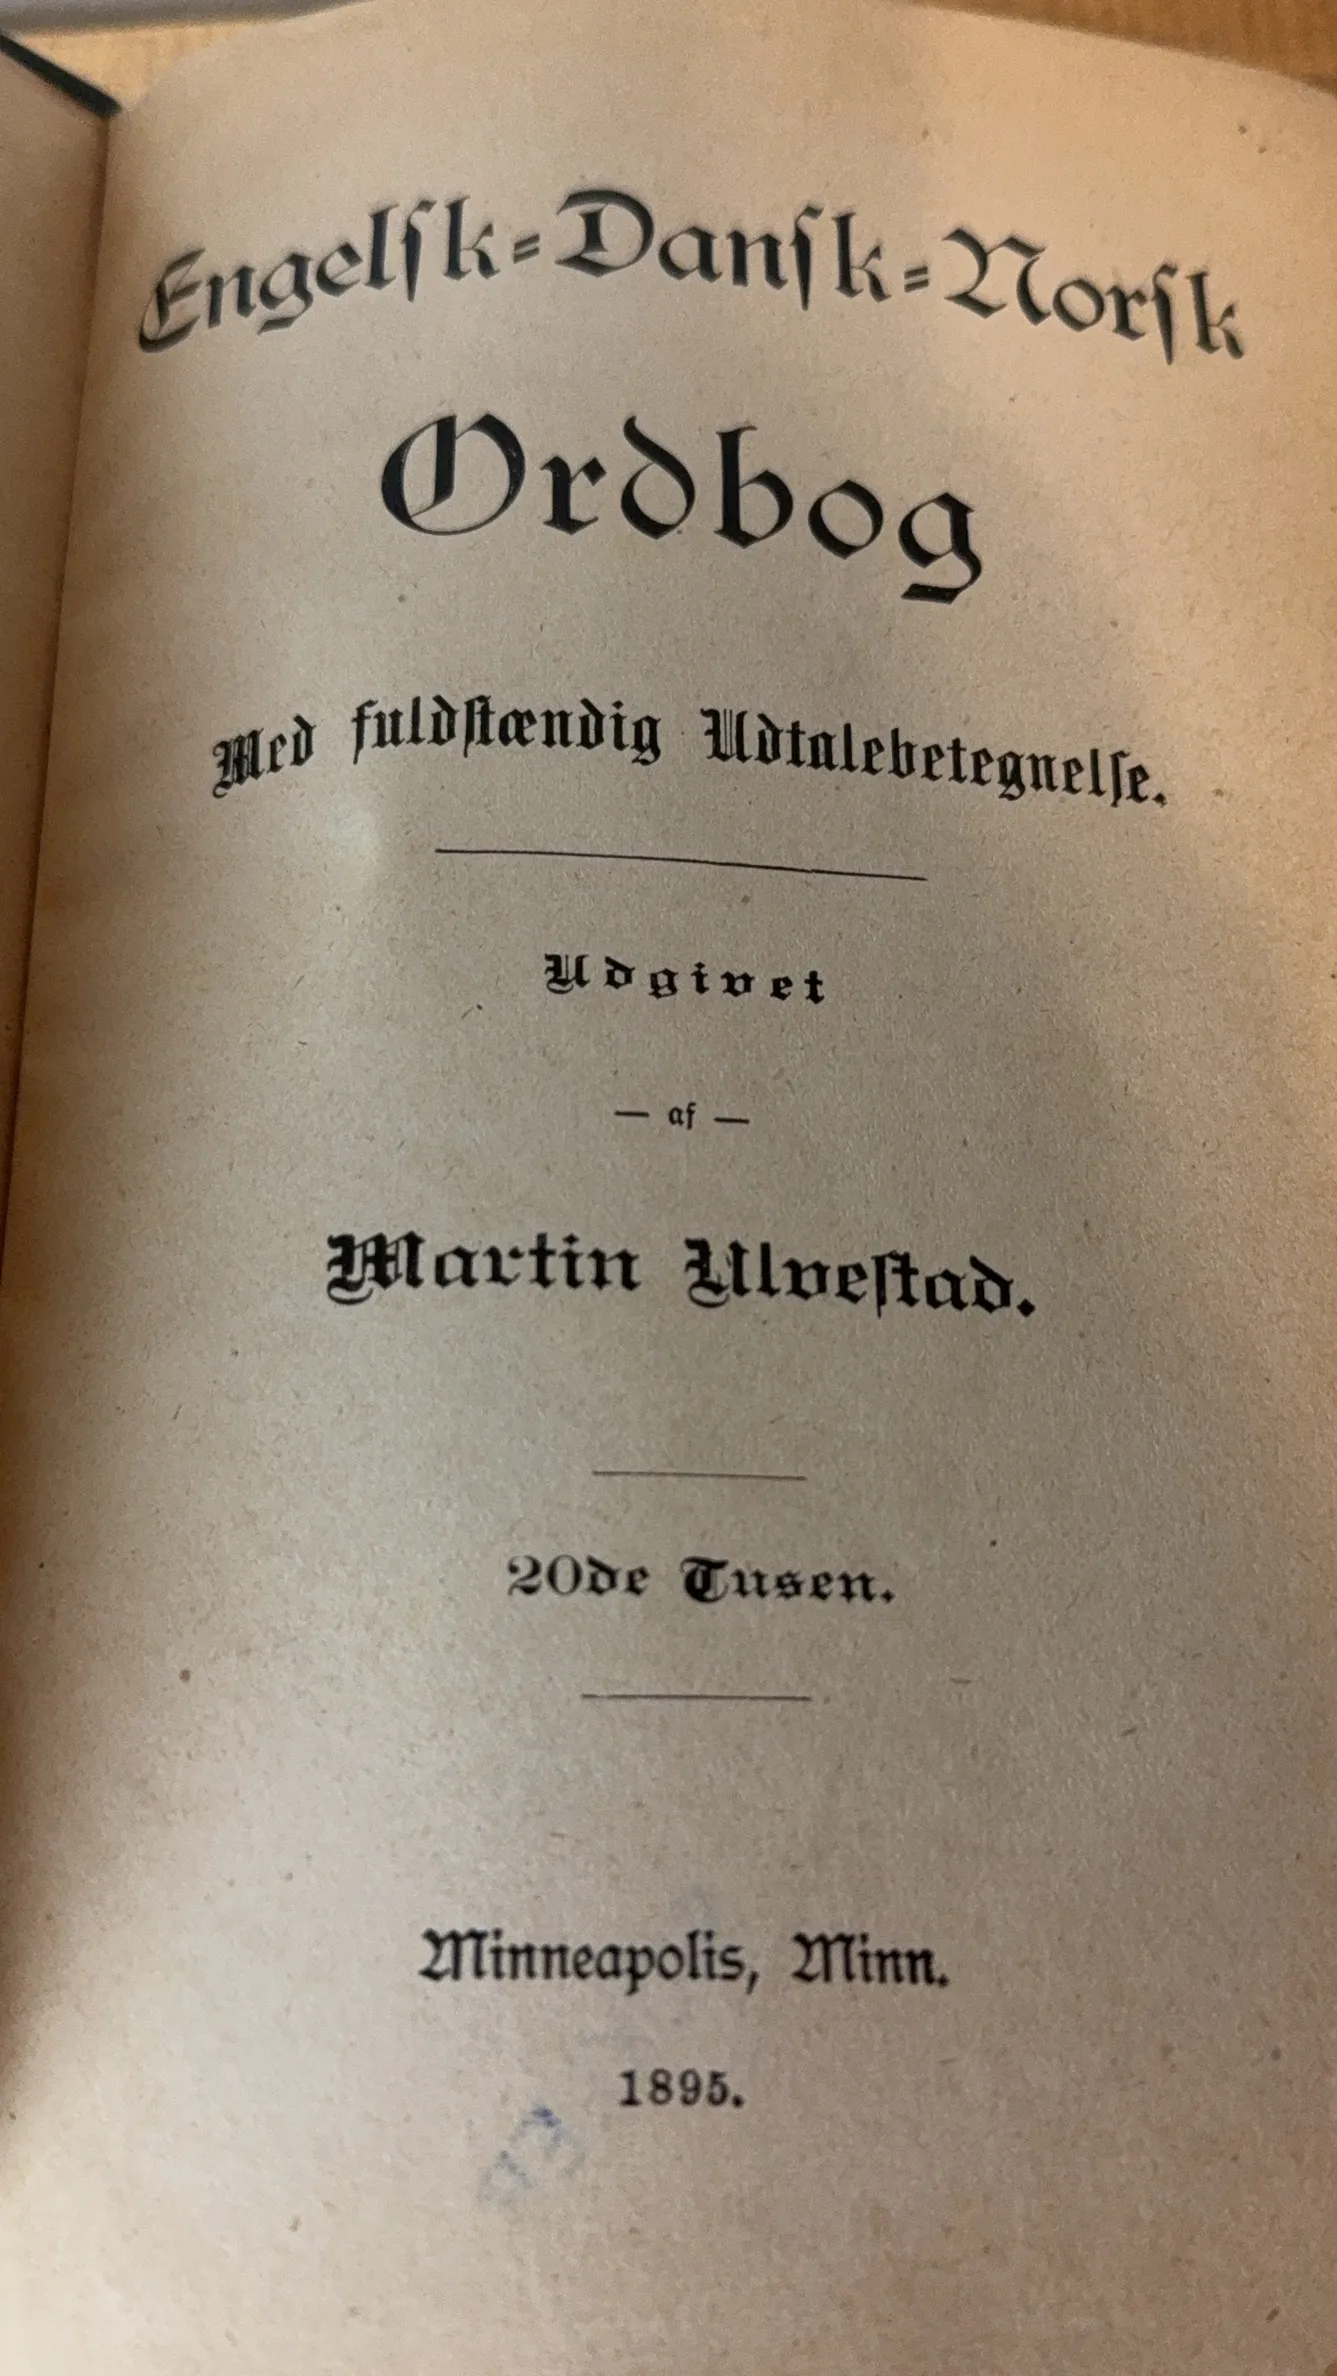 Engelsk-Dansk-Norsk
Ordbog
Med fuldstændig Udtalebetegnelse.
Udgivet
— af —
Martin Ulvestad.
20de Tusen.
Minneapolis, Minn.
1895.